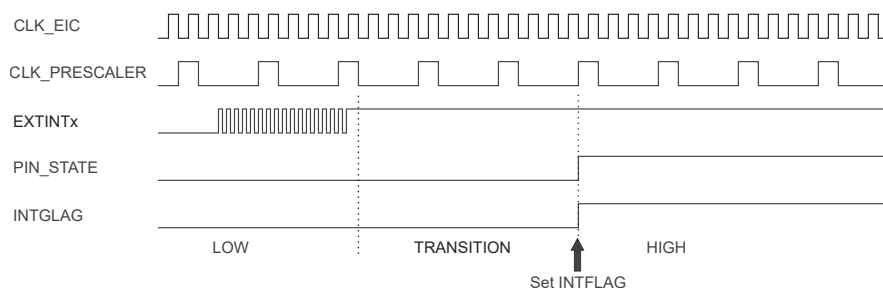 CLK_EIC
CLK_PRESCALER
EXTINTx
PIN_STATE
INTGLAG
LOW TRANSITION HIGH
Set INTFLAG